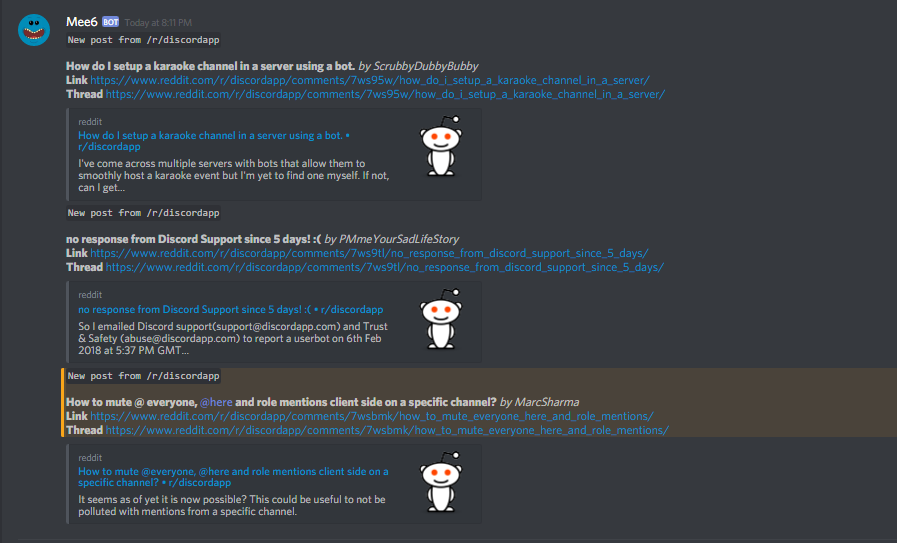 Mee6 BOT Today at 8:11 PM
New post from /r/discordapp
How do I setup a karaoke channel in a server using a bot. by ScrubbyDubbyBubby
Link https://www.reddit.com/r/discordapp/comments/7ws95w/how_do_i_setup_a_karaoke_channel_in_a_server/
Thread https://www.reddit.com/r/discordapp/comments/7ws95w/how_do_i_setup_a_karaoke_channel_in_a_server/
reddit
How do I setup a karaoke channel in a server using a bot. •
r/discordapp
I've come across multiple servers with bots that allow them to
smoothly host a karaoke event but I'm yet to find one myself. If not,
can I get...
New post from /r/discordapp
no response from Discord Support since 5 days! :( by PMmeYourSadLifeStory
Link https://www.reddit.com/r/discordapp/comments/7ws9tl/no_response_from_discord_support_since_5_days/
Thread https://www.reddit.com/r/discordapp/comments/7ws9tl/no_response_from_discord_support_since_5_days/
reddit
no response from Discord Support since 5 days! :( • r/discordapp
So I emailed Discord support(support@discordapp.com) and Trust
& Safety (abuse@discordapp.com) to report a userbot on 6th Feb
2018 at 5:37 PM GMT...
New post from /r/discordapp
How to mute @ everyone, @here and role mentions client side on a specific channel? by MarcSharma
Link https://www.reddit.com/r/discordapp/comments/7wsbmk/how_to_mute_everyone_here_and_role_mentions/
Thread https://www.reddit.com/r/discordapp/comments/7wsbmk/how_to_mute_everyone_here_and_role_mentions/
reddit
How to mute @everyone, @here and role mentions client side on a
specific channel? • r/discordapp
It seems as of yet it is now possible? This could be useful to not be
polluted with mentions from a specific channel.